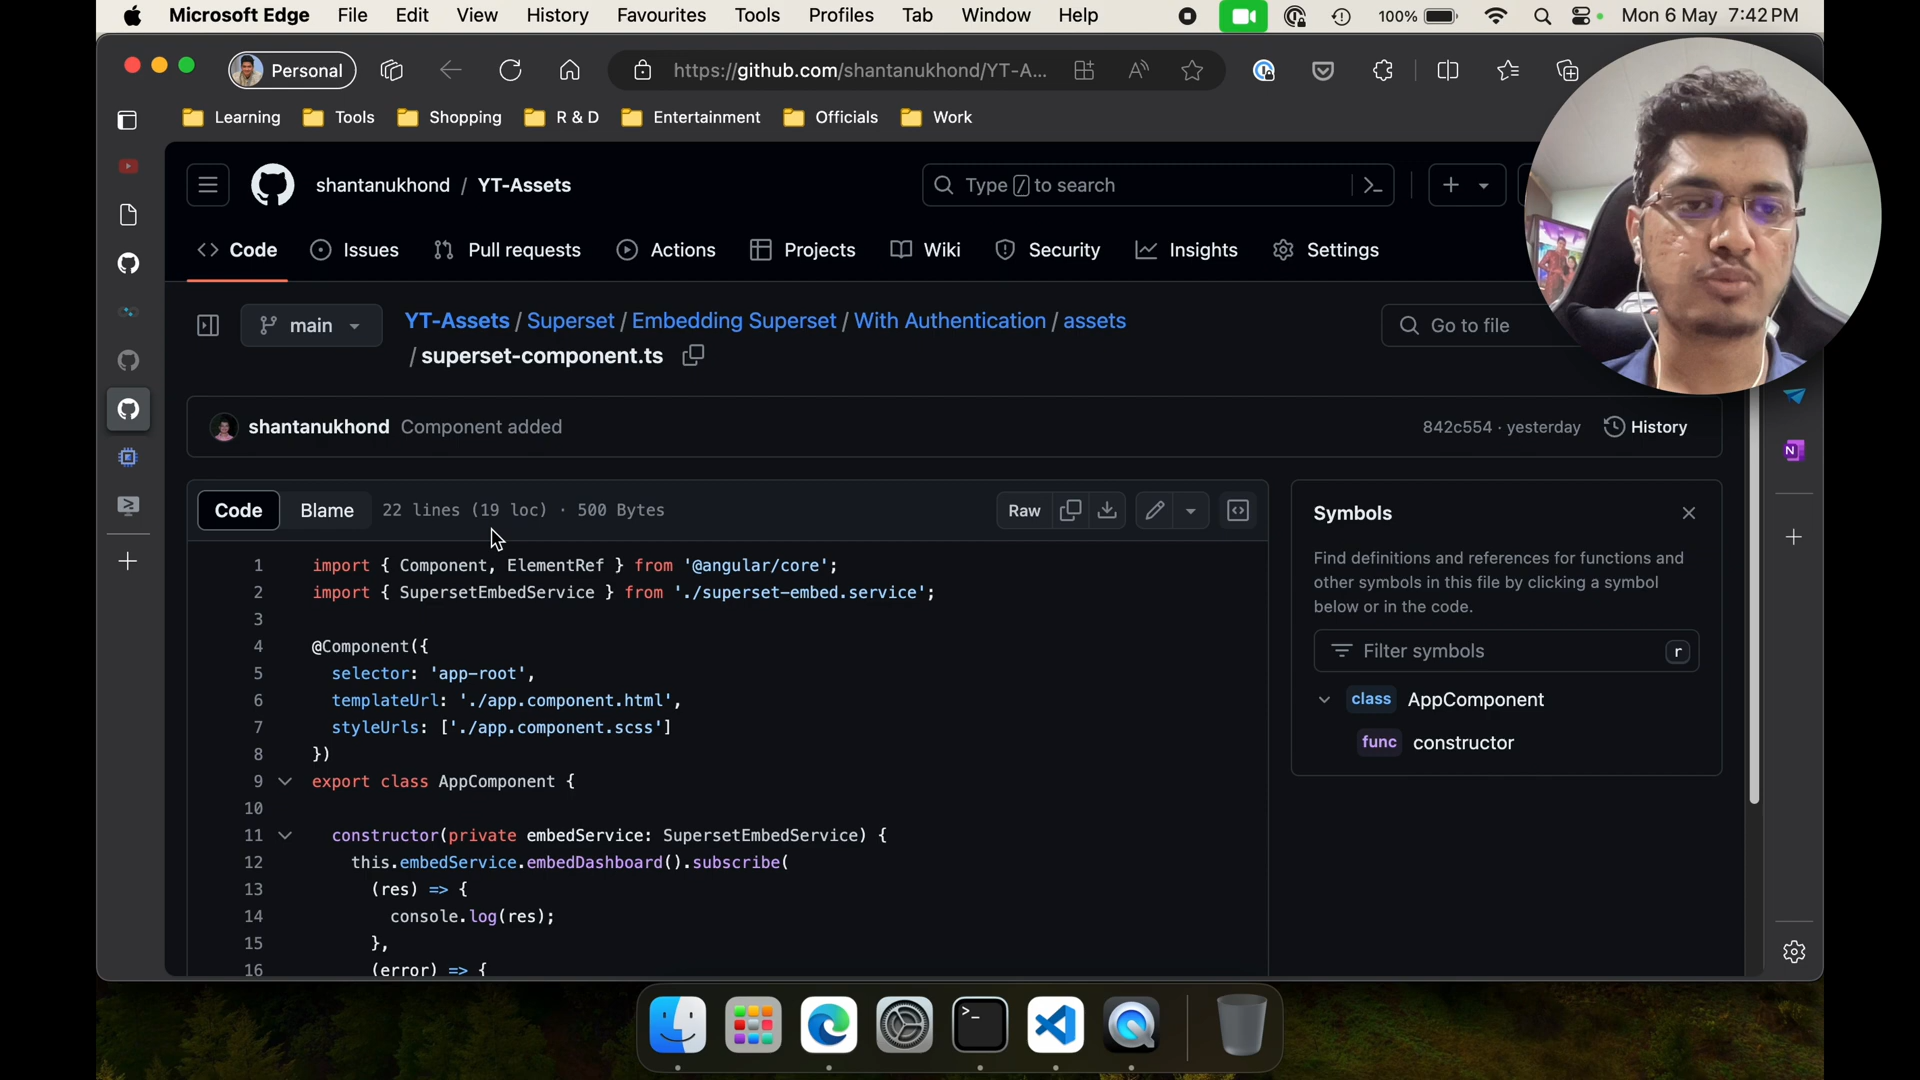 Microsoft Edge File Edit View History Favourites Tools Profiles Tab Window Help 100% Mon 6 May 7:42 PM
Personal https://github.com/shantanukhond/YT-A...
Learning Tools Shopping R & D Entertainment Officials Work
shantanukhond / YT-Assets Type / to search
Code Issues Pull requests Actions Projects Wiki Security Insights Settings
main YT-Assets / Superset / Embedding Superset / With Authentication / assets Go to file
/ superset-component.ts
shantanukhond Component added 842c554 · yesterday History
Code Blame 22 lines (19 loc) · 500 Bytes Raw
1 import { Component, ElementRef } from '@angular/core';
2 import { SupersetEmbedService } from './superset-embed.service';
3
4 @Component({
5 selector: 'app-root',
6 templateUrl: './app.component.html',
7 styleUrls: ['./app.component.scss']
8 })
9 export class AppComponent {
10
11 constructor(private embedService: SupersetEmbedService) {
12 this.embedService.embedDashboard().subscribe(
13 (res) => {
14 console.log(res);
15 },
16 (error) => {
Symbols
Find definitions and references for functions and
other symbols in this file by clicking a symbol
below or in the code.
Filter symbols r
class AppComponent
func constructor